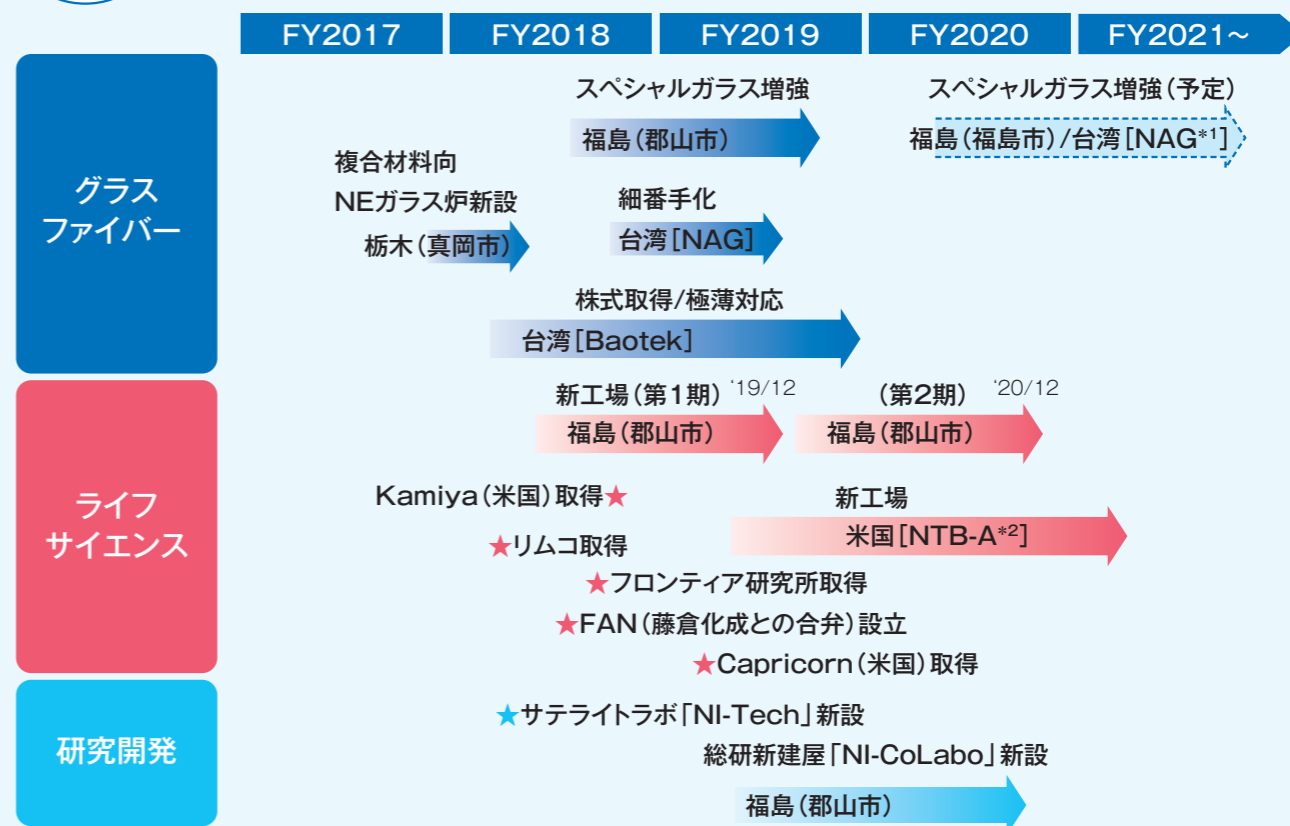 FY2017 FY2018 FY2019 FY2020 FY2021～
グラス
ファイバー
スペシャルガラス増強
福島（郡山市）
スペシャルガラス増強（予定）
福島（福島市）/台湾［NAG*1］
複合材料向
NEガラス炉新設
栃木（真岡市）
細番手化
台湾［NAG］
株式取得/極薄対応
台湾［Baotek］
ライフ
サイエンス
新工場（第1期） ‘19/12
福島（郡山市）
（第2期） ‘20/12
福島（郡山市）
Kamiya（米国）取得★
新工場
米国［NTB-A*2］
★リムコ取得
★フロンティア研究所取得
★FAN（藤倉化成との合弁）設立
★Capricorn（米国）取得
研究開発
★サテライトラボ「NI-Tech」新設
総研新建屋「NI-CoLabo」新設
福島（郡山市）